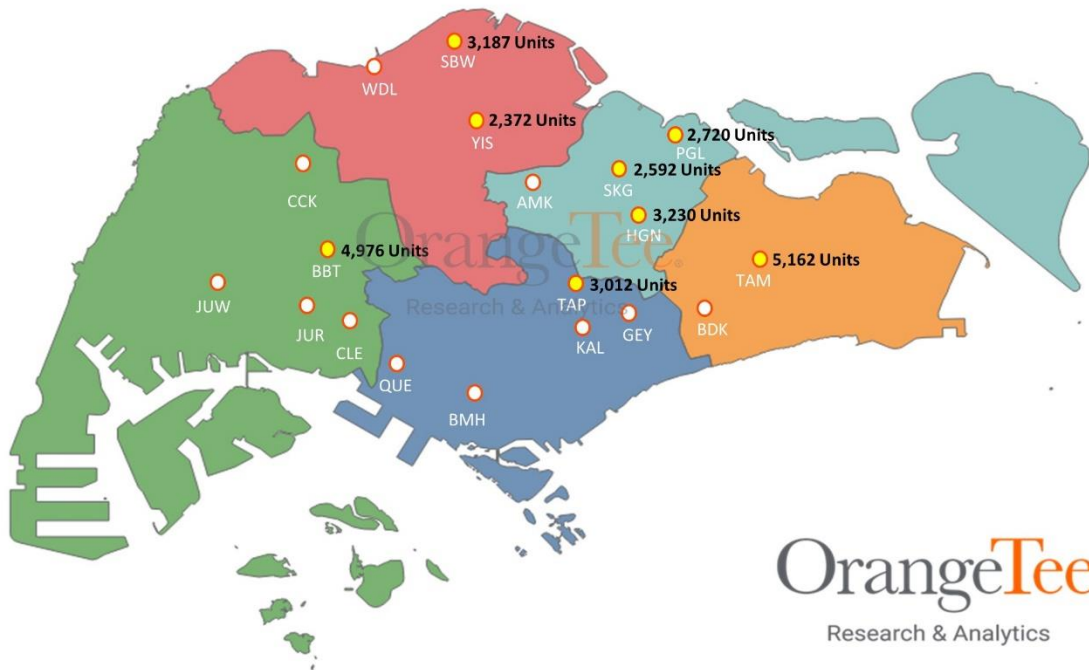 3,187 Units
SBW
WDL
2,372 Units
YIS
2,720 Units
PGL
2,592 Units
SKG
AMK
CCK
3,230 Units
HGN
OrangeTee
Research & Analytics
4,976 Units
BBT
5,162 Units
TAM
3,012 Units
TAP
JUW
JUR
CLE
GEY
KAL
BDK
QUE
BMH
OrangeTee
Research & Analytics